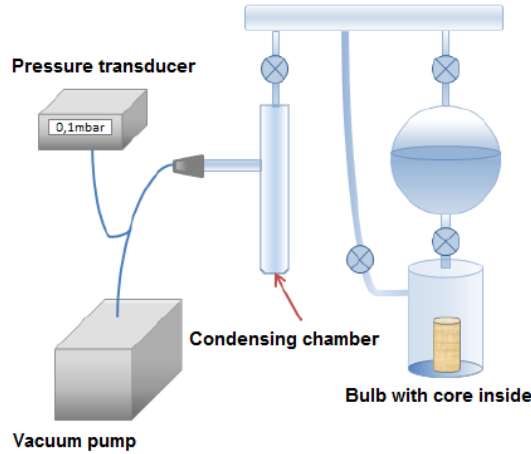 Pressure transducer
0,1mbar
Condensing chamber
Bulb with core inside
Vacuum pump